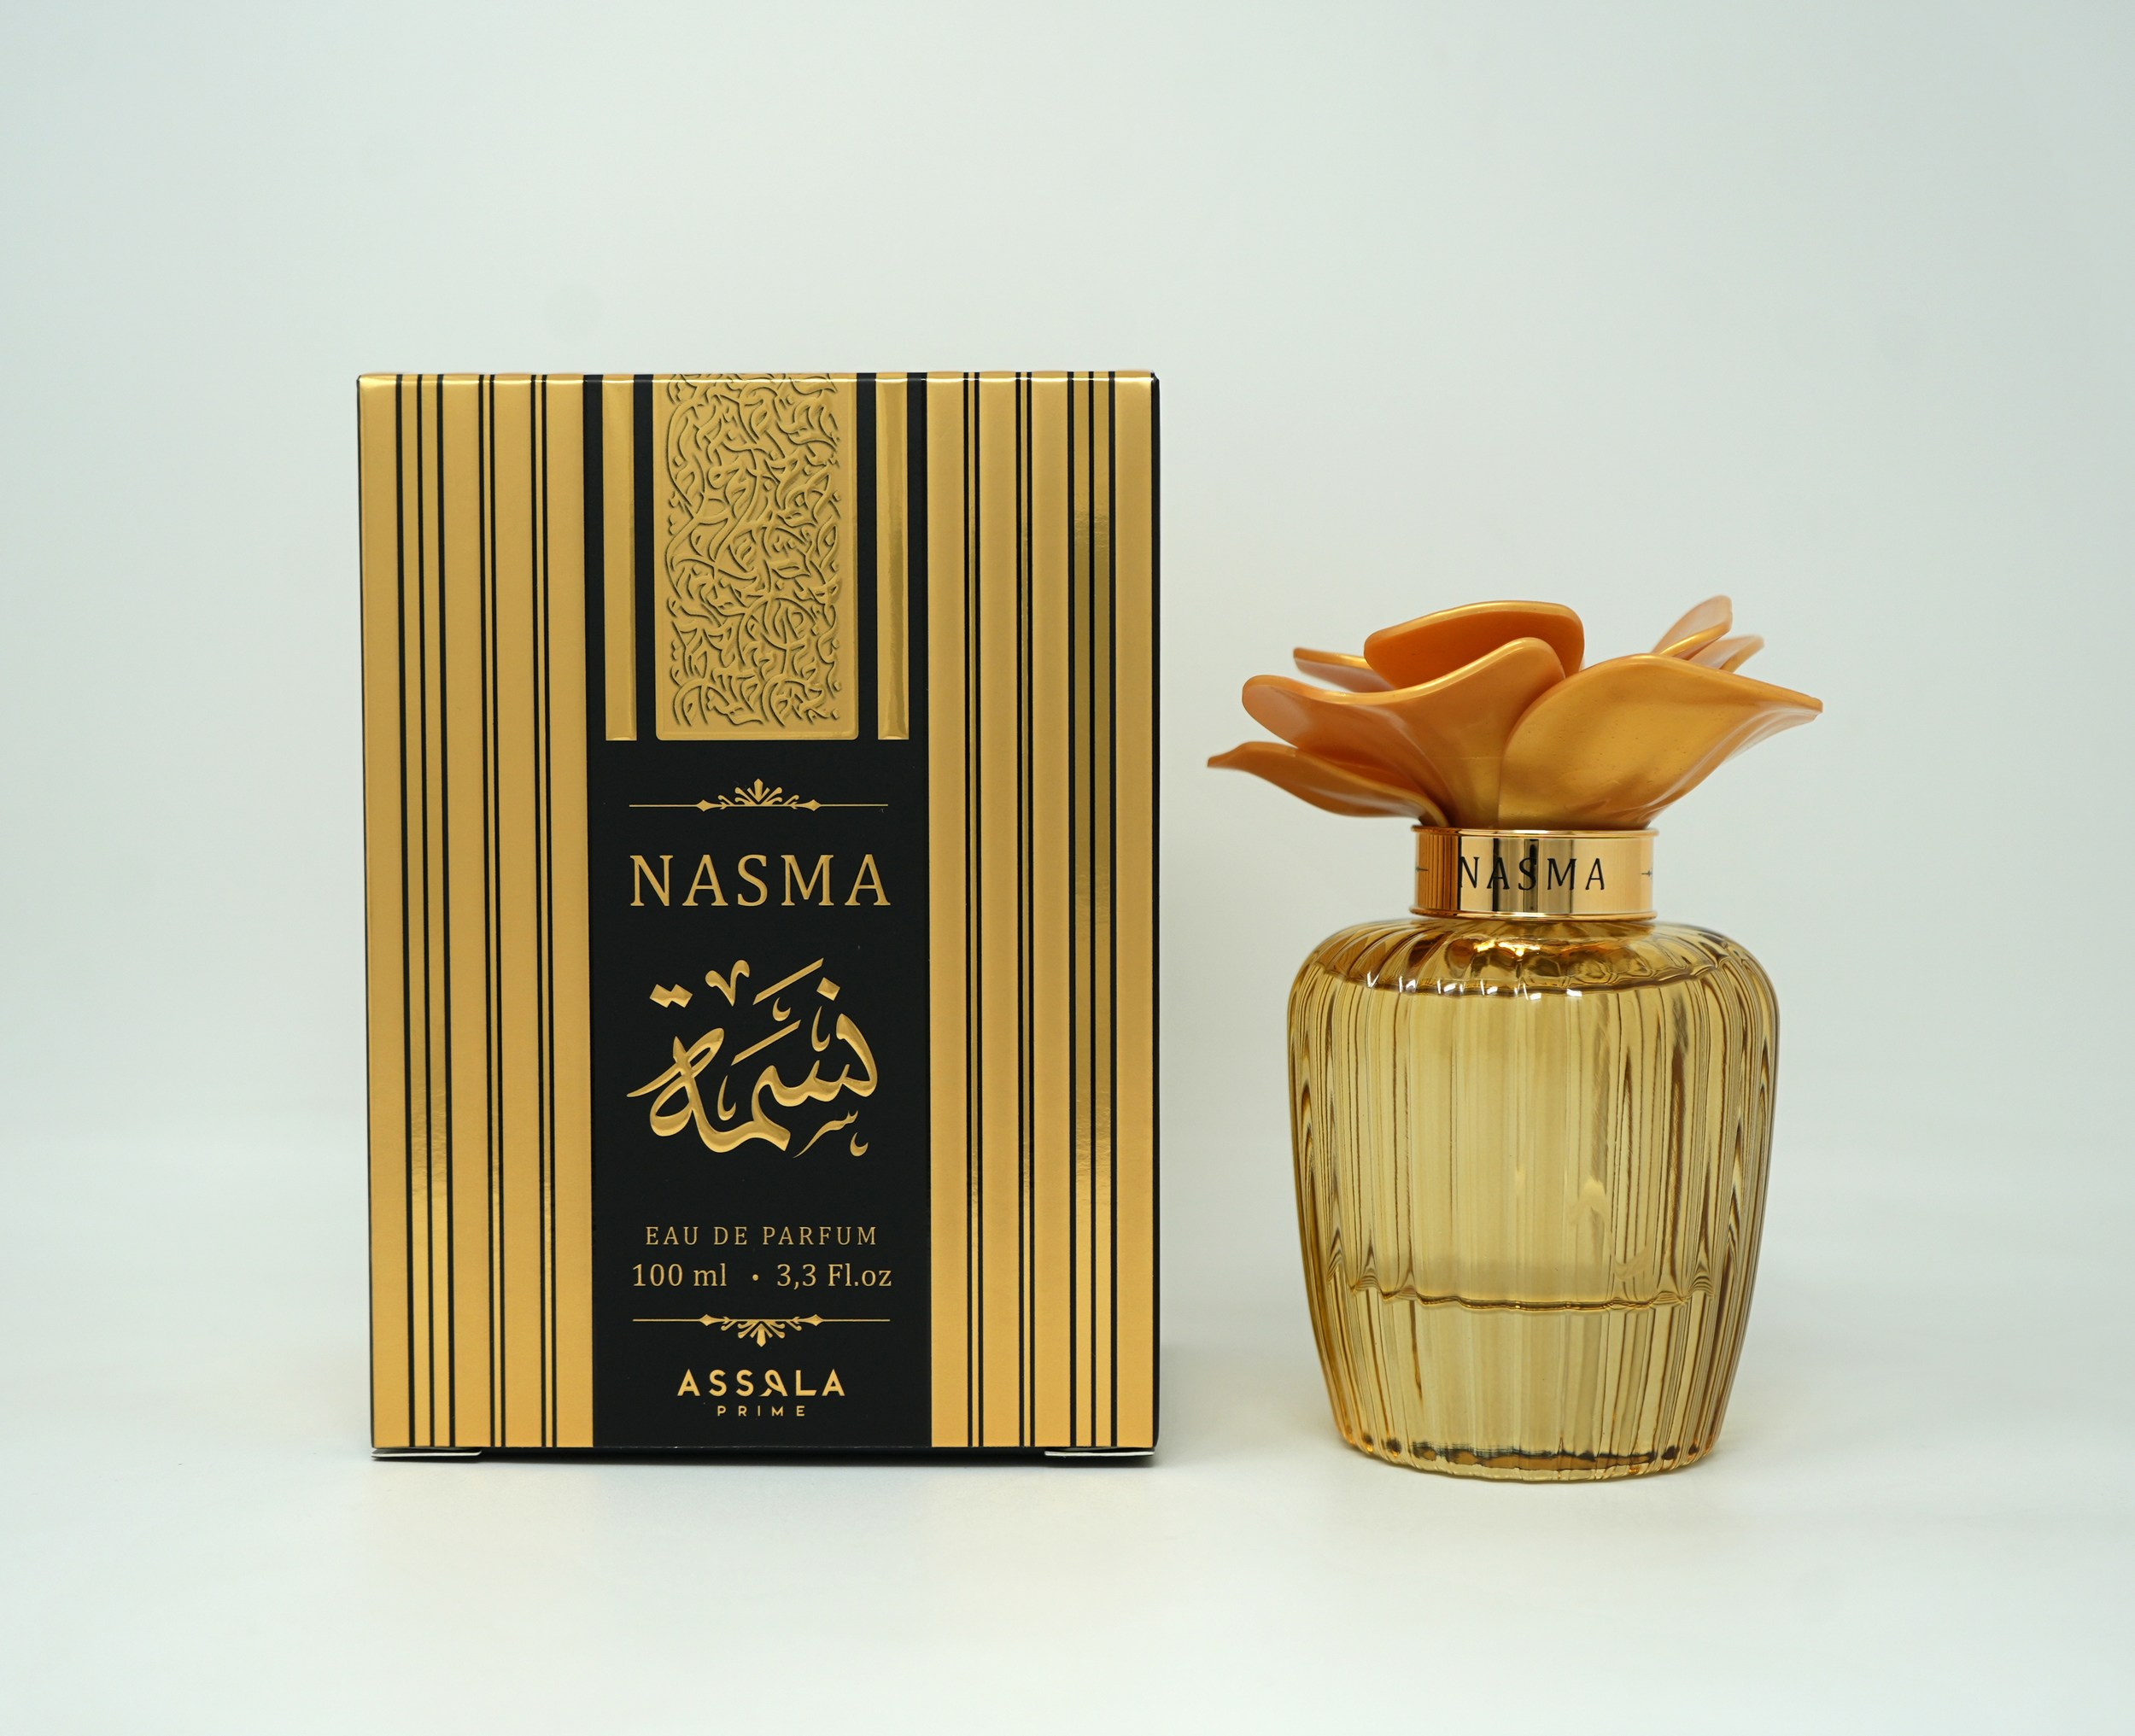 NASMA
نسمة
EAU DE PARFUM
100 ml • 3,3 Fl.oz
ASSALA
PRIME
NASMA